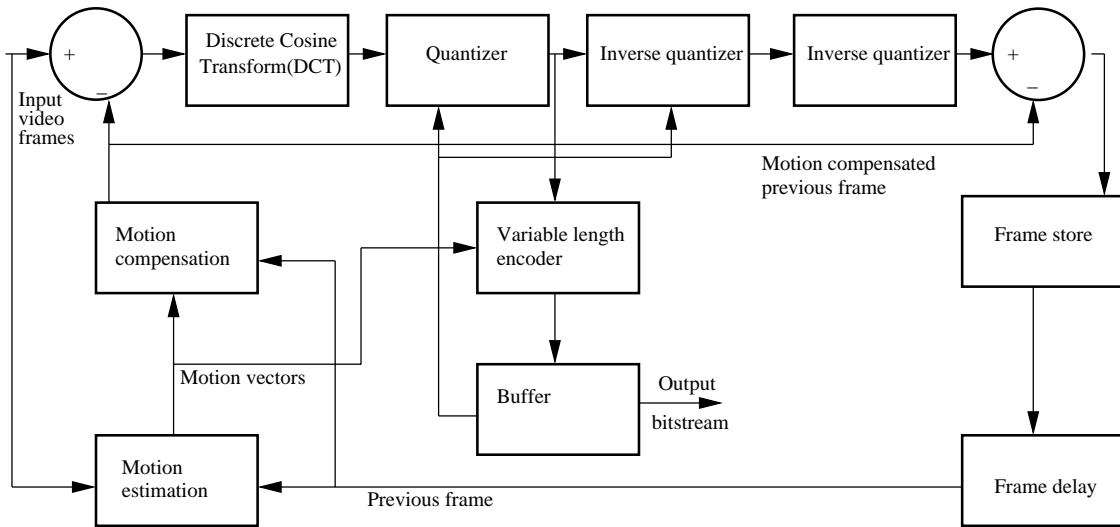 +
−
Input
video
frames
Discrete Cosine
Transform(DCT)
Quantizer
Inverse quantizer
Inverse quantizer
+
−
Motion compensated
previous frame
Motion
compensation
Variable length
encoder
Frame store
Motion vectors
Buffer
Output
bitstream
Motion
estimation
Previous frame
Frame delay